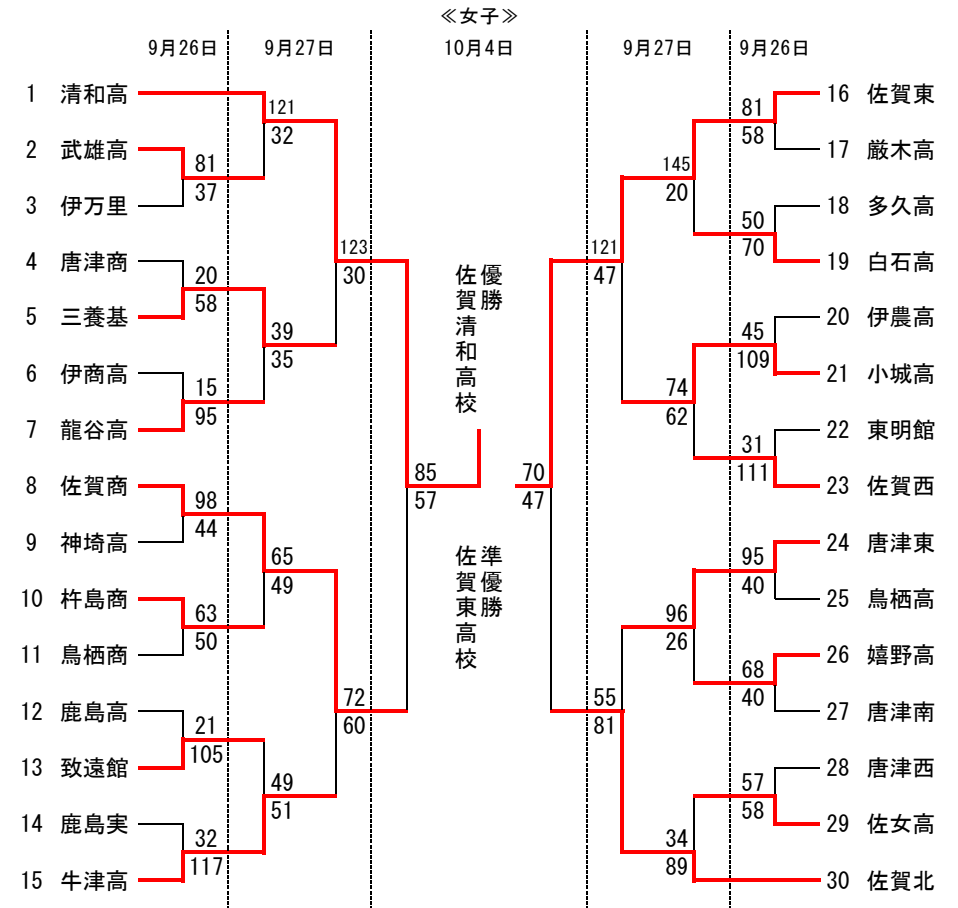 ≪女子≫
9月26日 9月27日 10月4日 9月27日 9月26日
1 清和高 121 81 16 佐賀東
32 58
2 武雄高 81 145 17 厳木高
37 20
3 伊万里 50 18 多久高
70
4 唐津商 123 121 19 白石高
20 30 47
58
5 三養基 39 45 20 伊農高
35 109
6 伊商高 15 74 21 小城高
95 62
7 龍谷高 31 22 東明館
111
優勝
佐賀清和高校
8 佐賀商 98 85 70 23 佐賀西
44 57 47
9 神埼高 65 95 24 唐津東
49 40
準優勝
佐賀東高校
10 杵島商 63 96 25 鳥栖高
50 26
11 鳥栖商 68 26 嬉野高
40
12 鹿島高 72 55 27 唐津南
21 60 81
105
13 致遠館 49 57 28 唐津西
51 58
14 鹿島実 32 34 29 佐女高
117 89
15 牛津高 30 佐賀北